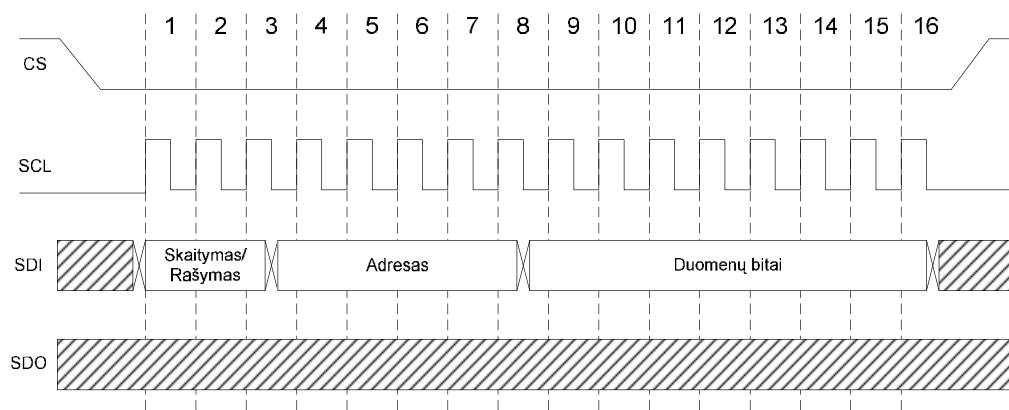 1 2 3 4 5 6 7 8 9 10 11 12 13 14 15 16
CS
SCL
SDI
Skaitymas/
Rašymas
Adresas
Duomenų bitai
SDO